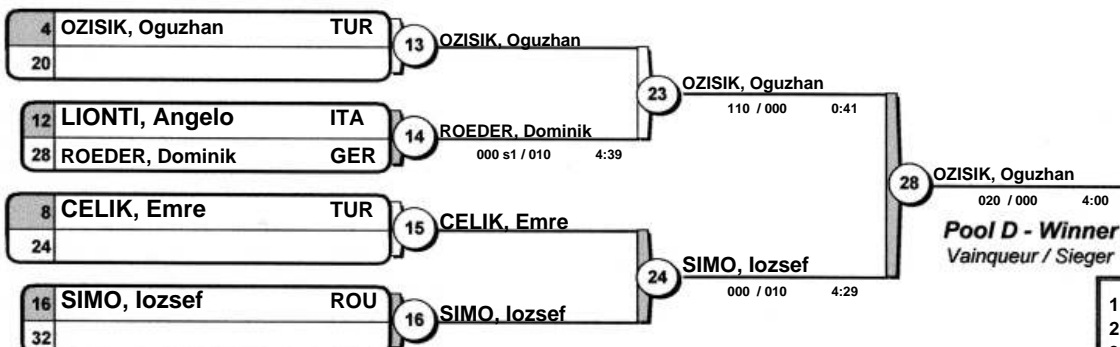 4 OZISIK, Oguzhan TUR
20
13 OZISIK, Oguzhan
12 LIONTI, Angelo ITA
28 ROEDER, Dominik GER
14 ROEDER, Dominik
000 s1 / 010 4:39
23 OZISIK, Oguzhan
110 / 000 0:41
8 CELIK, Emre TUR
24
15 CELIK, Emre
16 SIMO, Iozsef ROU
32
16 SIMO, Iozsef
24 SIMO, Iozsef
000 / 010 4:29
28 OZISIK, Oguzhan
020 / 000 4:00
Pool D - Winner
Vainqueur / Sieger
1
2